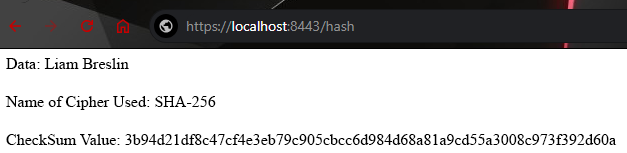 https://localhost:8443/hash
Data: Liam Breslin
Name of Cipher Used: SHA-256
CheckSum Value: 3b94d21df8c47cf4e3eb79c905cbcc6d984d68a81a9cd55a3008c973f392d60a